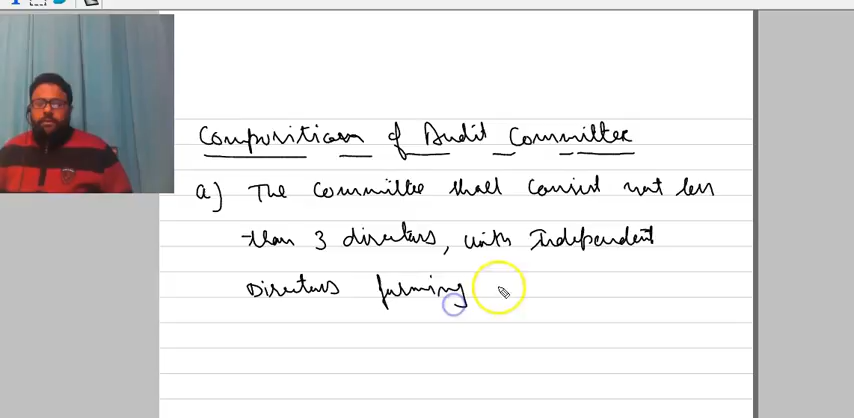 Composition of Audit Committee
a) The Committee shall consist not less
than 3 directors, with Independent
Directors forming